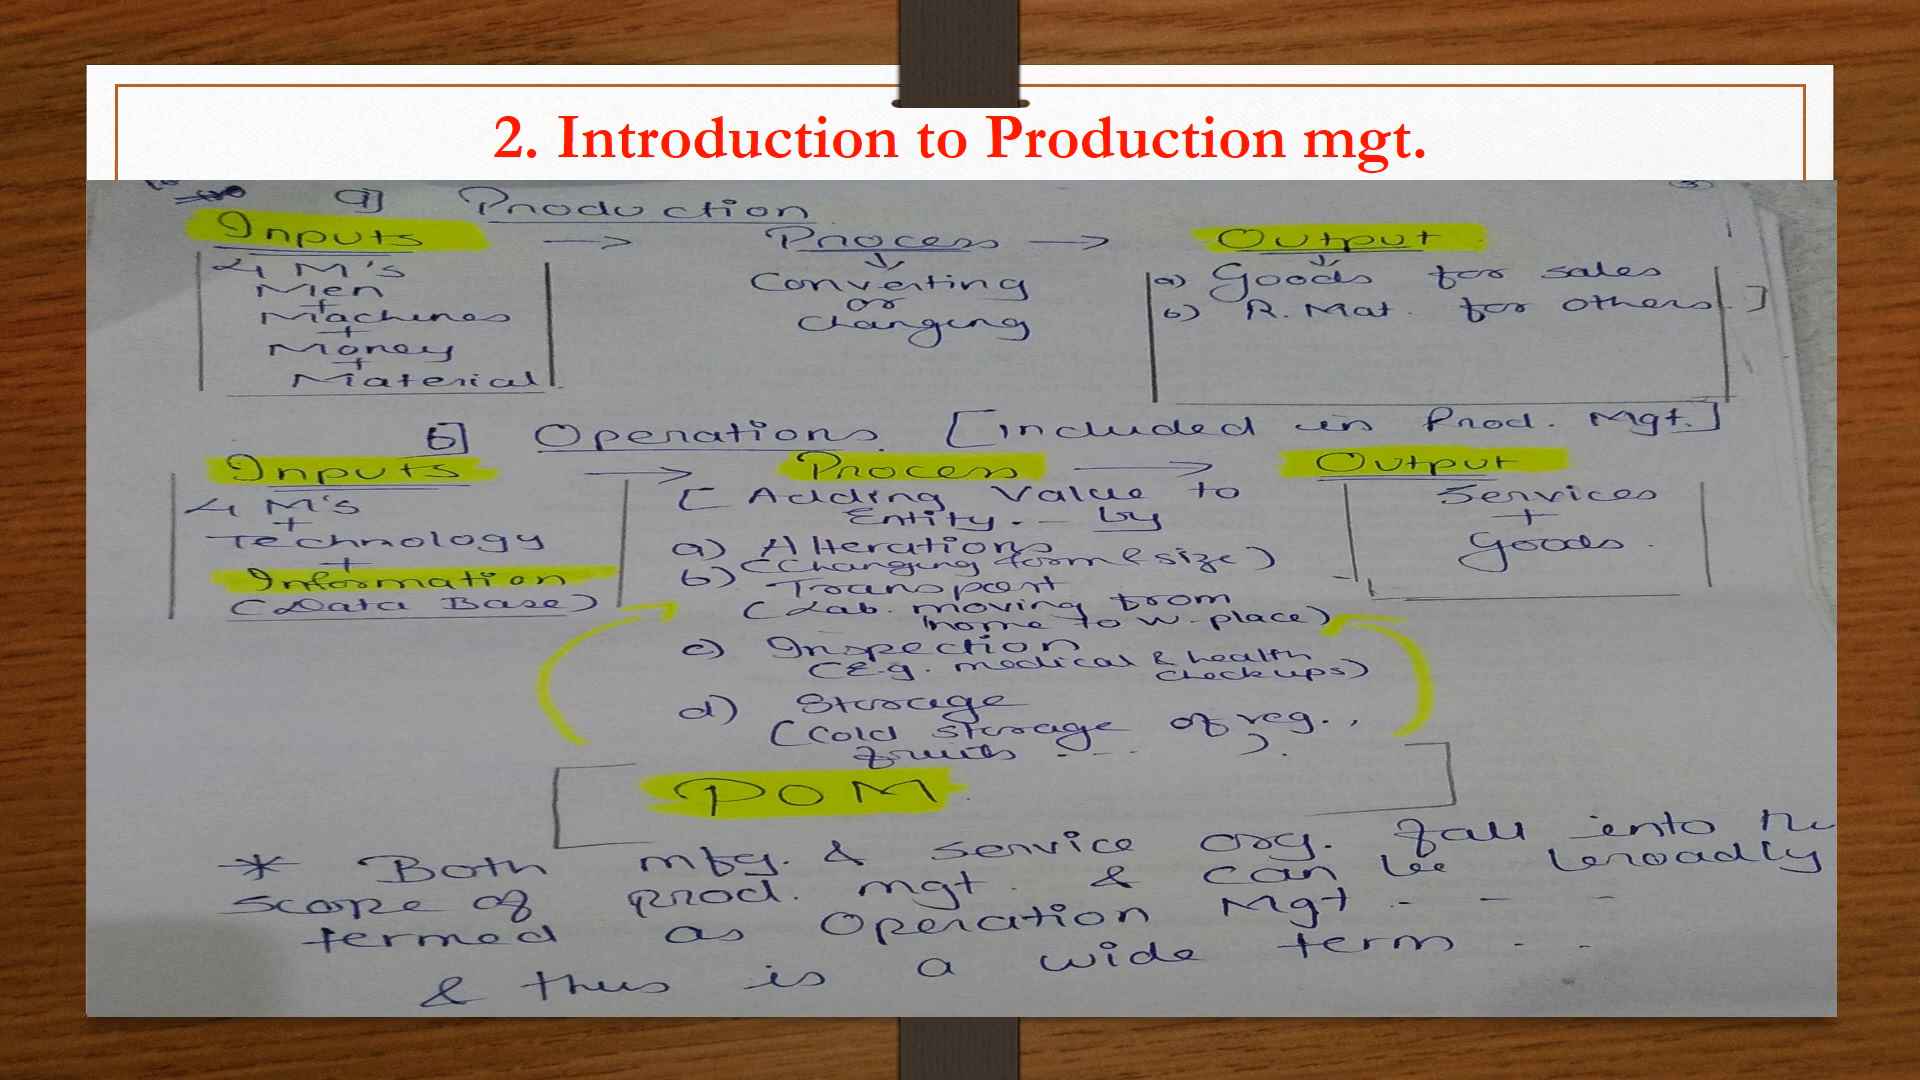 2. Introduction to Production mgt.
a] Production
Inputs → Process → Output
4 M's
Men
+
Machines
+
Money
+
Material
↓
Converting
or
Changing
↓
a) Goods for sales
b) R. Mat. for others.]
b] Operations. [included in Prod. Mgt.]
Inputs → Process → Output
4 M's
+
Technology
+
Information
(Data Base)
[Adding Value to
Entity... by
a) Alterations
(Changing form & size)
b) Transport
(Lab. moving from
home to w. place)
c) Inspection
(E.g. medical & health
checkups)
d) Storage
(Cold storage of veg.,
fruits ....).
Services
+
Goods.
POM
* Both mfg. & service org. fall into the
scope of prod. mgt. & can be broadly
termed as Operation Mgt - - -
& thus is a wide term - -